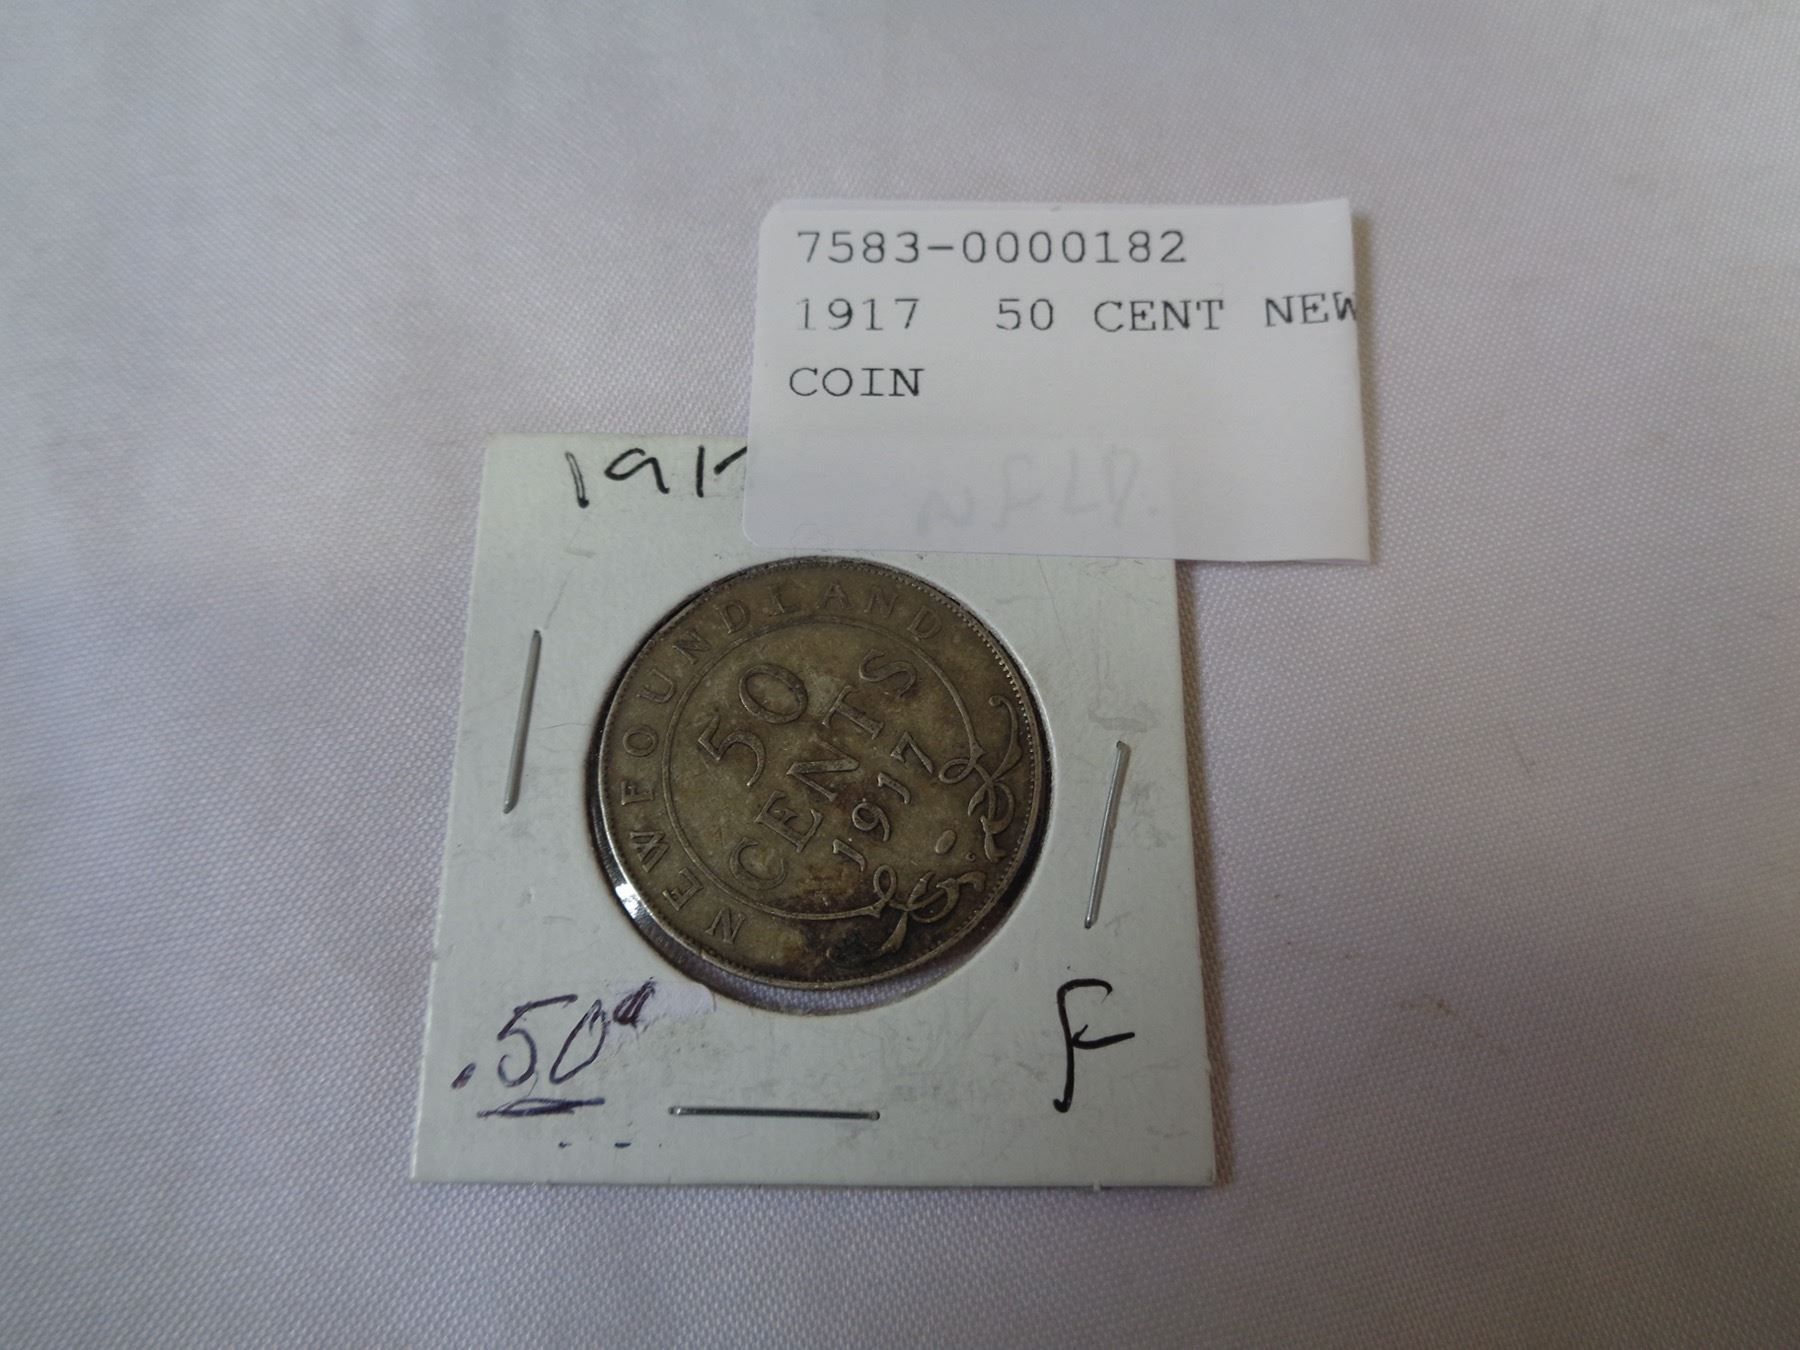 7583-0000182
1917 50 CENT NEW
COIN
NFLD.
191
NEWFOUNDLAND
50
CENTS
1917
.50¢
F